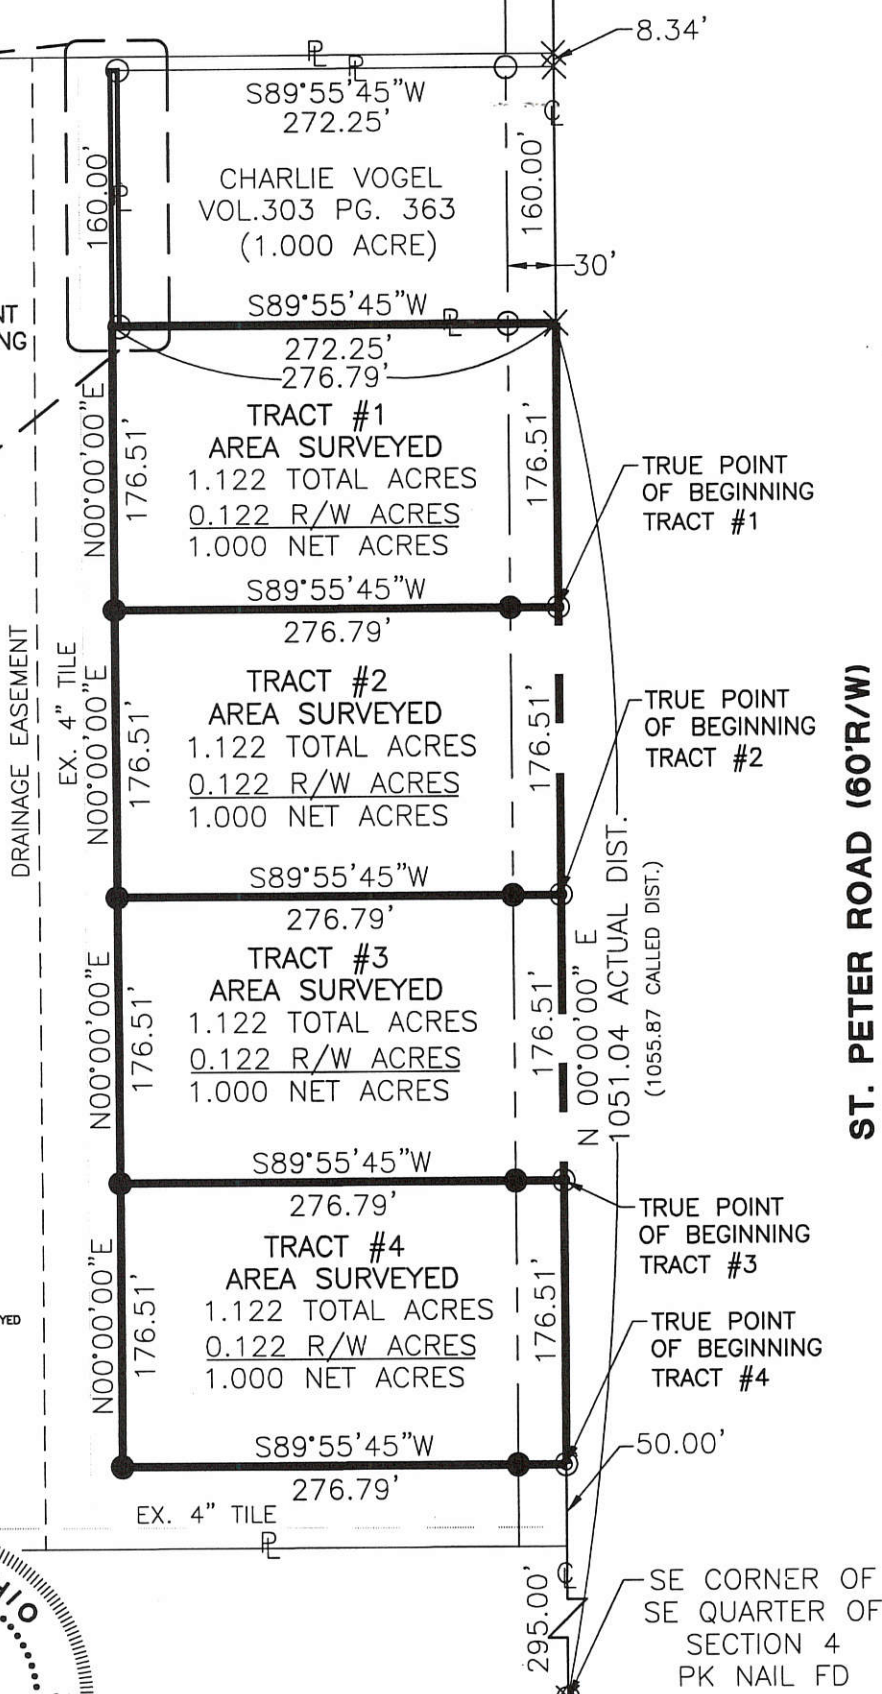 8.34'
S89°55'45"W
272.25'
160.00'
160.00'
CHARLIE VOGEL
VOL.303 PG. 363
(1.000 ACRE)
30'
NT
NG
S89°55'45"W
272.25'
276.79'
N00°00'00"E
176.51'
TRACT #1
AREA SURVEYED
1.122 TOTAL ACRES
0.122 R/W ACRES
1.000 NET ACRES
176.51'
TRUE POINT
OF BEGINNING
TRACT #1
S89°55'45"W
276.79'
DRAINAGE EASEMENT
EX. 4" TILE
N00°00'00"E
176.51'
TRACT #2
AREA SURVEYED
1.122 TOTAL ACRES
0.122 R/W ACRES
1.000 NET ACRES
176.51'
TRUE POINT
OF BEGINNING
TRACT #2
ST. PETER ROAD (60'R/W)
S89°55'45"W
276.79'
N00°00'00"E
176.51'
TRACT #3
AREA SURVEYED
1.122 TOTAL ACRES
0.122 R/W ACRES
1.000 NET ACRES
176.51'
N 00°00'00" E
1051.04 ACTUAL DIST.
(1055.87 CALLED DIST.)
S89°55'45"W
276.79'
TRUE POINT
OF BEGINNING
TRACT #3
N00°00'00"E
176.51'
TRACT #4
AREA SURVEYED
1.122 TOTAL ACRES
0.122 R/W ACRES
1.000 NET ACRES
176.51'
TRUE POINT
OF BEGINNING
TRACT #4
YED
S89°55'45"W
276.79'
50.00'
EX. 4" TILE
295.00'
SE CORNER OF
SE QUARTER OF
SECTION 4
PK NAIL FD
OHIO